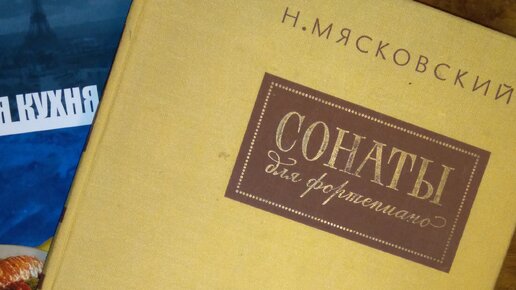 Н. МЯСКОВСКИЙ
СОНАТЫ
для фортепиано
Я КУХНЯ